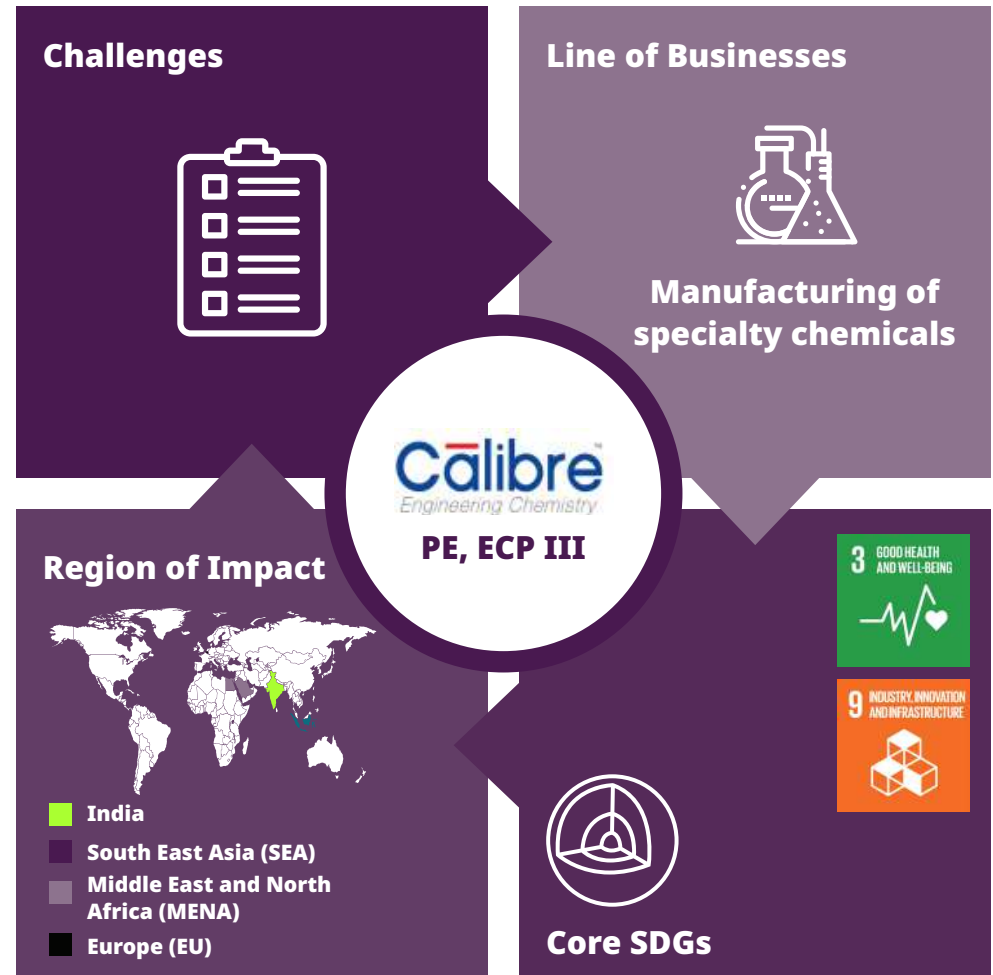 Challenges
Line of Businesses
Manufacturing of
specialty chemicals
Calibre™
Engineering Chemistry
PE, ECP III
Region of Impact
India
South East Asia (SEA)
Middle East and North
Africa (MENA)
Europe (EU)
3 GOOD HEALTH
AND WELL-BEING
9 INDUSTRY, INNOVATION
AND INFRASTRUCTURE
Core SDGs